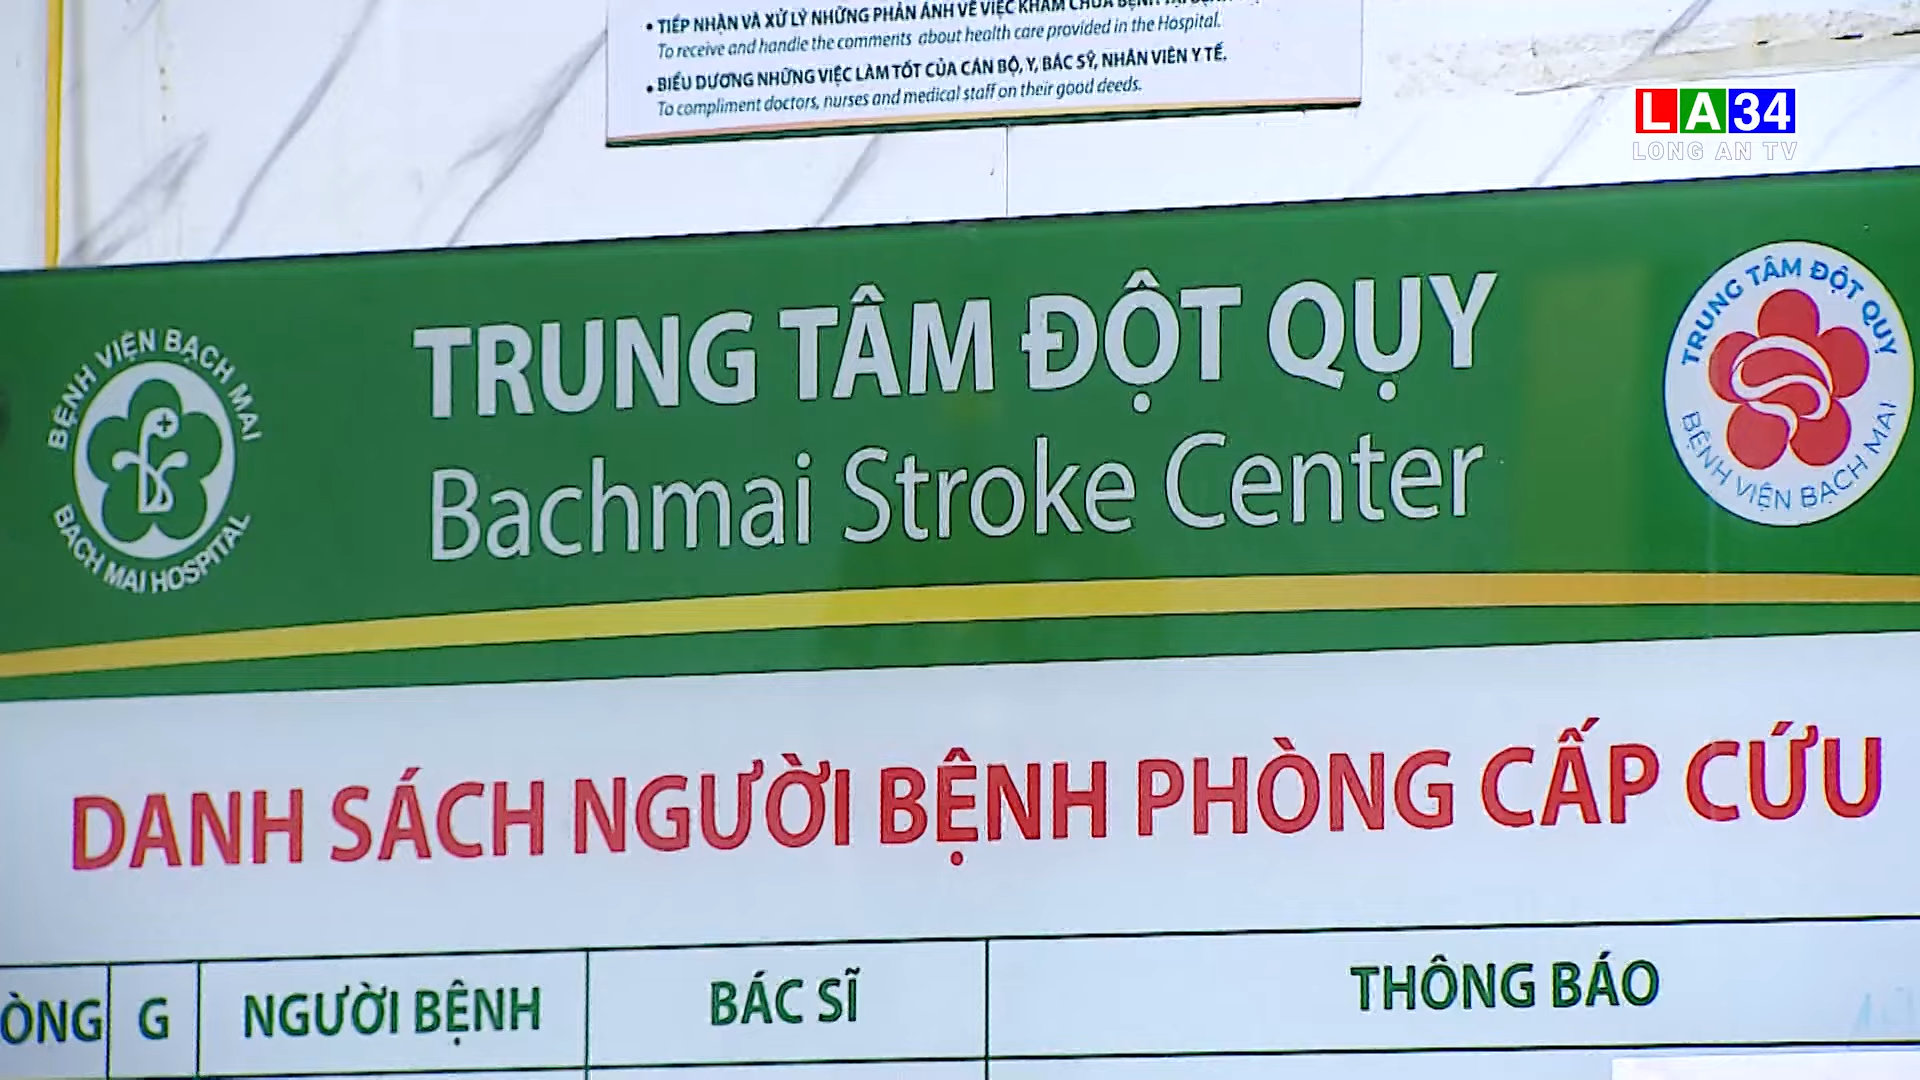 • TIẾP NHẬN VÀ XỬ LÝ NHỮNG PHẢN ÁNH VỀ VIỆC KHÁM CHỮA BỆNH TẠI
To receive and handle the comments about health care provided in the Hospital.
• BIỂU DƯƠNG NHỮNG VIỆC LÀM TỐT CỦA CÁN BỘ, Y, BÁC SỸ, NHÂN VIÊN Y TẾ.
To compliment doctors, nurses and medical staff on their good deeds.
LA34
LONG AN TV
BỆNH VIỆN BẠCH MAI
BACH MAI HOSPITAL
TRUNG TÂM ĐỘT QUỴ
Bachmai Stroke Center
TRUNG TÂM ĐỘT QUỴ
BỆNH VIỆN BẠCH MAI
DANH SÁCH NGƯỜI BỆNH PHÒNG CẤP CỨU
ÒNG G NGƯỜI BỆNH BÁC SĨ THÔNG BÁO